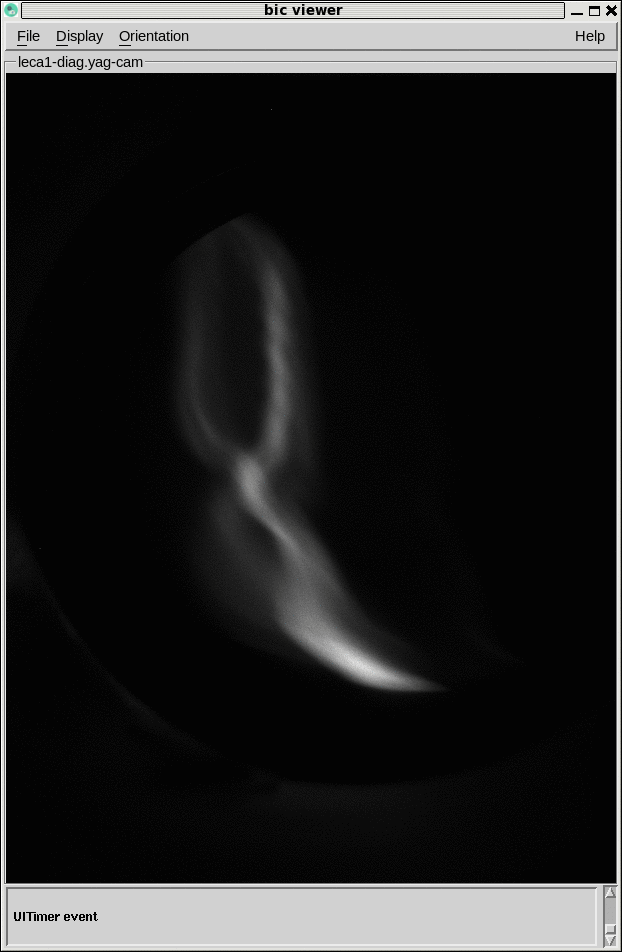 bic viewer
File Display Orientation Help
leca1-diag.yag-cam
UITimer event